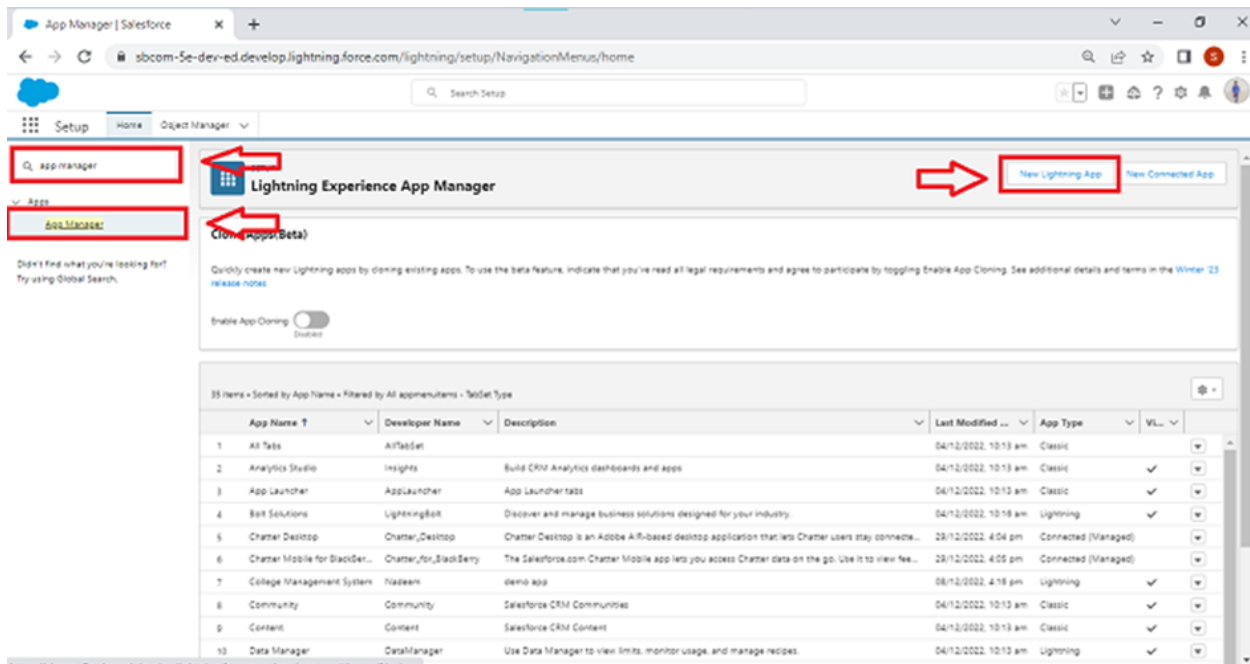 App Manager | Salesforce
sbcom-5e-dev-ed.develop.lightning.force.com/lightning/setup/NavigationMenus/home
S
Search Setup
Setup
Home
Object Manager
app manager
Apps
App Manager
Didn't find what you're looking for?
Try using Global Search.
Lightning Experience App Manager
New Lightning App
New Connected App
Apps(Beta)
Quickly create new Lightning apps by cloning existing apps. To use the beta feature, indicate that you've read all legal requirements and agree to participate by toggling Enable App Cloning. See additional details and terms in the Winter '23
release notes
Enable App Cloning
Disabled
35 items • Sorted by App Name • Filtered by All appmenuitems - TabSet Type
App Name ↑ Developer Name Description Last Modified ... App Type Vi...
1 All Tabs AllTabSet 04/12/2022, 10:13 am Classic
2 Analytics Studio Insights Build CRM Analytics dashboards and apps 04/12/2022, 10:13 am Classic
3 App Launcher AppLauncher App Launcher tabs 04/12/2022, 10:13 am Classic
4 Bolt Solutions LightningBolt Discover and manage business solutions designed for your industry. 04/12/2022, 10:16 am Lightning
5 Chatter Desktop Chatter_Desktop Chatter Desktop is an Adobe AIR-based desktop application that lets Chatter users stay connecte... 29/12/2022, 4:04 pm Connected (Managed)
6 Chatter Mobile for BlackBer... Chatter_for_BlackBerry The Salesforce.com Chatter Mobile app lets you access Chatter data on the go. Use it to view fee... 29/12/2022, 4:05 pm Connected (Managed)
7 College Management System Nadeem demo app 08/12/2022, 4:16 pm Lightning
8 Community Community Salesforce CRM Communities 04/12/2022, 10:13 am Classic
9 Content Content Salesforce CRM Content 04/12/2022, 10:13 am Classic
10 Data Manager DataManager Use Data Manager to view limits, monitor usage, and manage recipes. 04/12/2022, 10:13 am Lightning